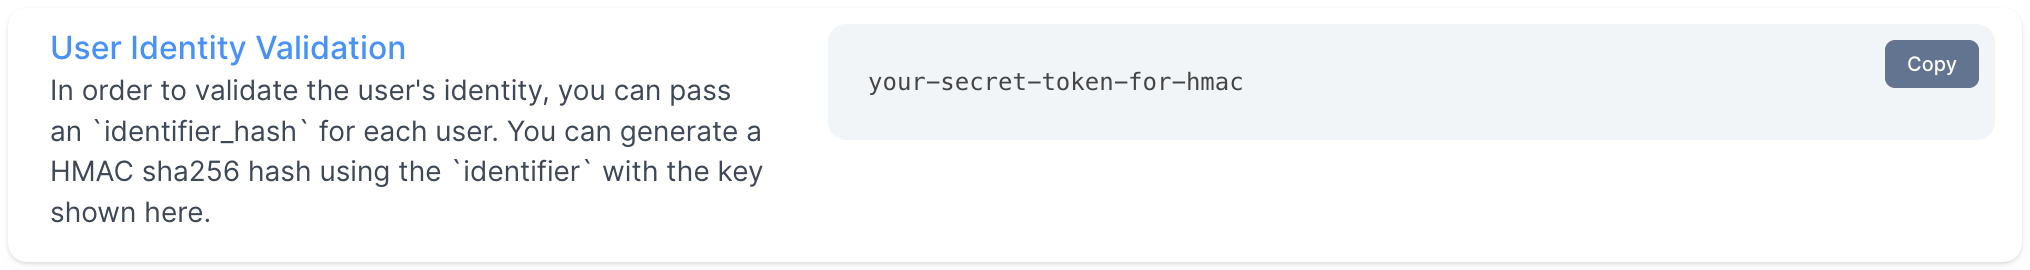 User Identity Validation
In order to validate the user's identity, you can pass
an `identifier_hash` for each user. You can generate a
HMAC sha256 hash using the `identifier` with the key
shown here.
your-secret-token-for-hmac
Copy